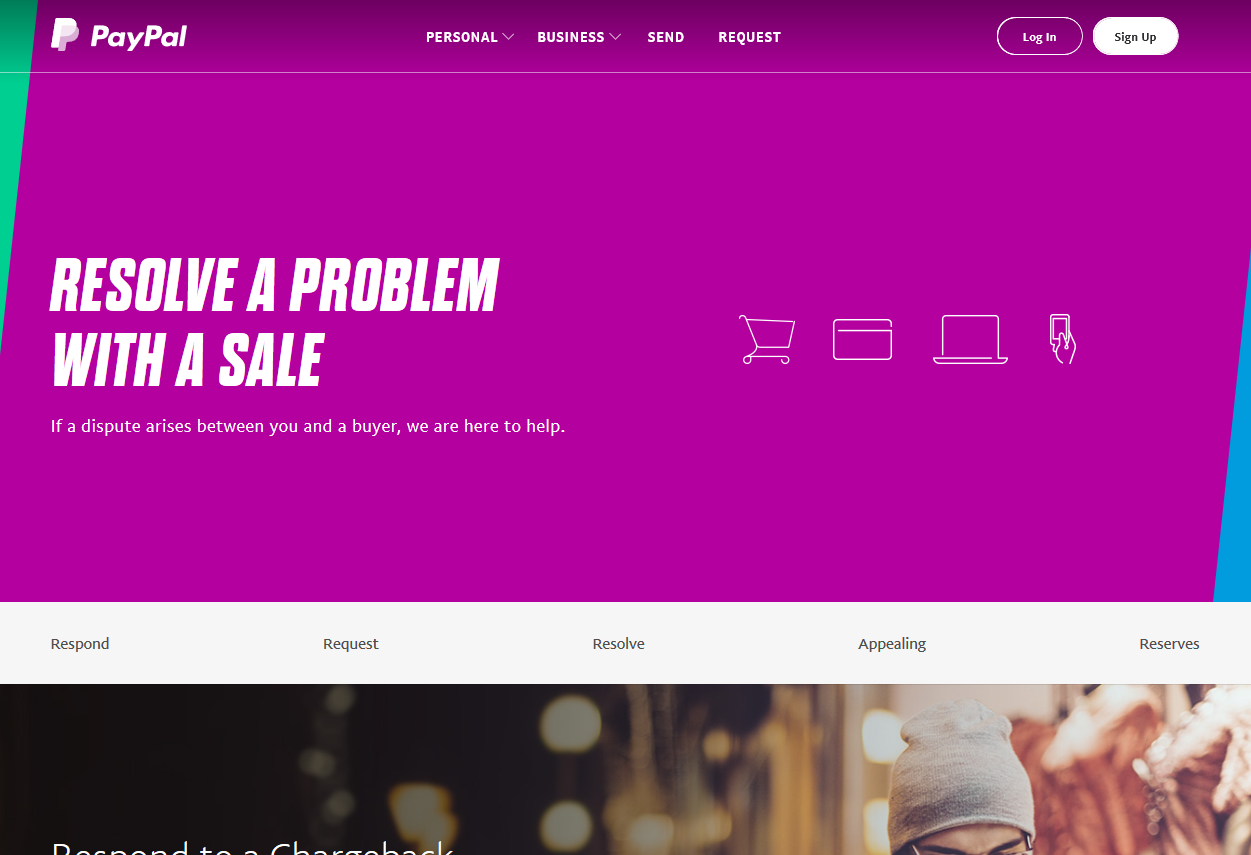 PayPal
PERSONAL BUSINESS SEND REQUEST
Log In
Sign Up
RESOLVE A PROBLEM
WITH A SALE
If a dispute arises between you and a buyer, we are here to help.
Respond Request Resolve Appealing Reserves
Respond to a Chargeback